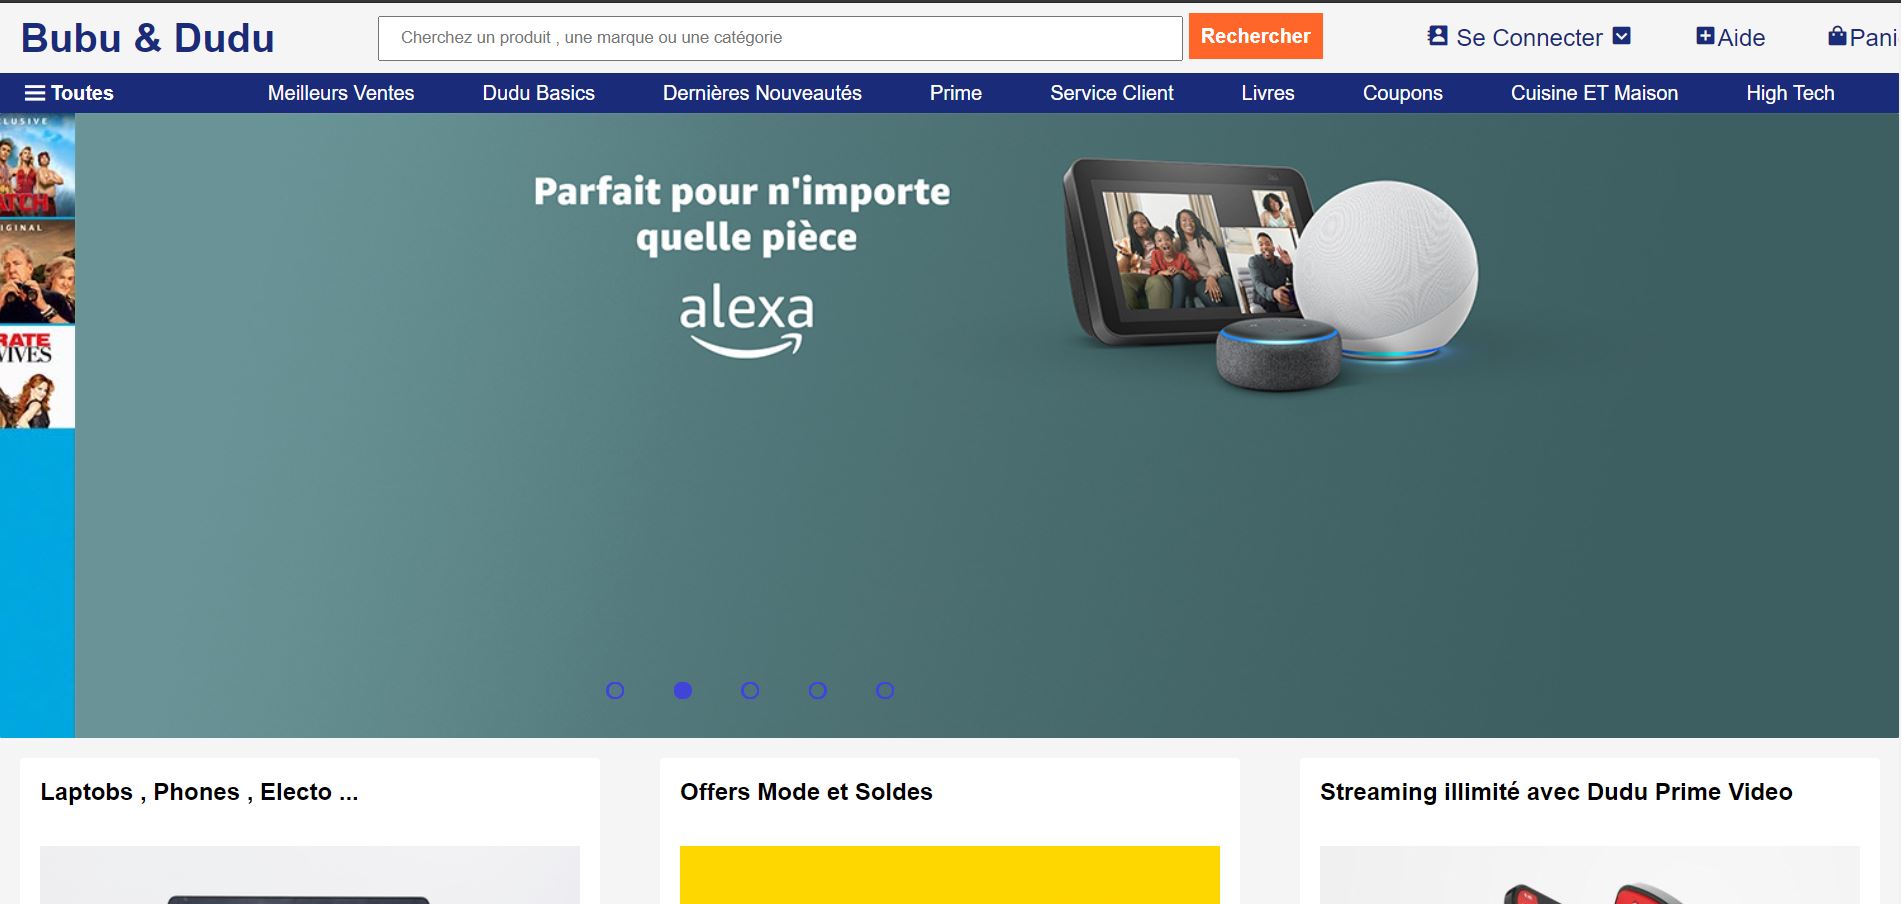 Bubu & Dudu
Cherchez un produit , une marque ou une catégorie
Rechercher
Se Connecter
Aide
Pani
Toutes
Meilleurs Ventes
Dudu Basics
Dernières Nouveautés
Prime
Service Client
Livres
Coupons
Cuisine ET Maison
High Tech
LUSIVE
ATCH
IGINAL
RATE
WIVES
Parfait pour n'importe
quelle pièce
alexa
Laptobs , Phones , Electo ...
Offers Mode et Soldes
Streaming illimité avec Dudu Prime Video